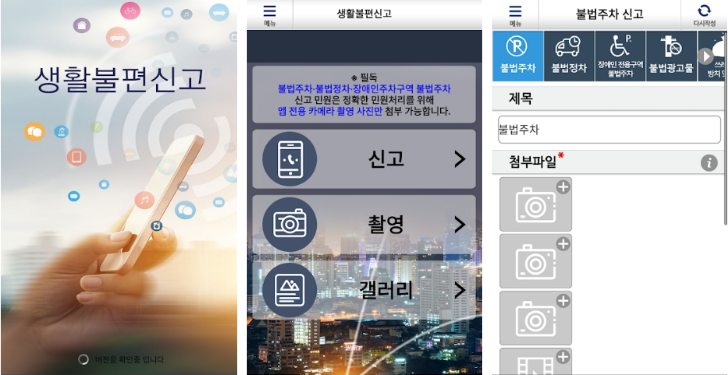 생활불편신고
버전을 확인중 입니다.
메뉴
생활불편신고
※ 필독
불법주차·불법정차·장애인주차구역 불법주차
신고 민원은 정확한 민원처리를 위해
앱 전용 카메라 촬영 사진만 첨부 가능합니다.
신고
촬영
갤러리
메뉴
불법주차 신고
다시작성
불법주차
불법정차
장애인 전용구역
불법주차
불법광고물
방치
제목
불법주차
첨부파일*